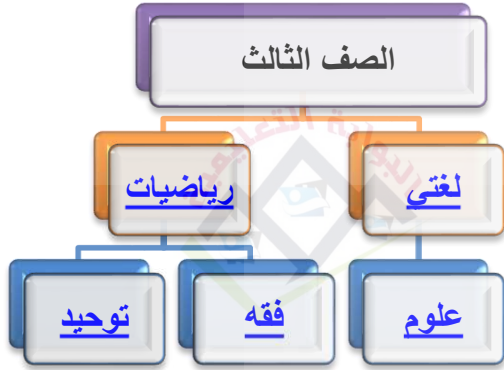 الصف الثالث
لغتي
رياضيات
علوم
فقه
توحيد